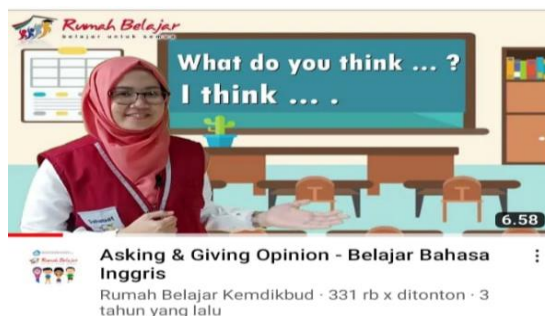 Rumah Belajar
belajar untuk semua
What do you think ... ?
I think ... .
6.58
Asking & Giving Opinion - Belajar Bahasa
Inggris
Rumah Belajar Kemdikbud · 331 rb x ditonton · 3
tahun yang lalu